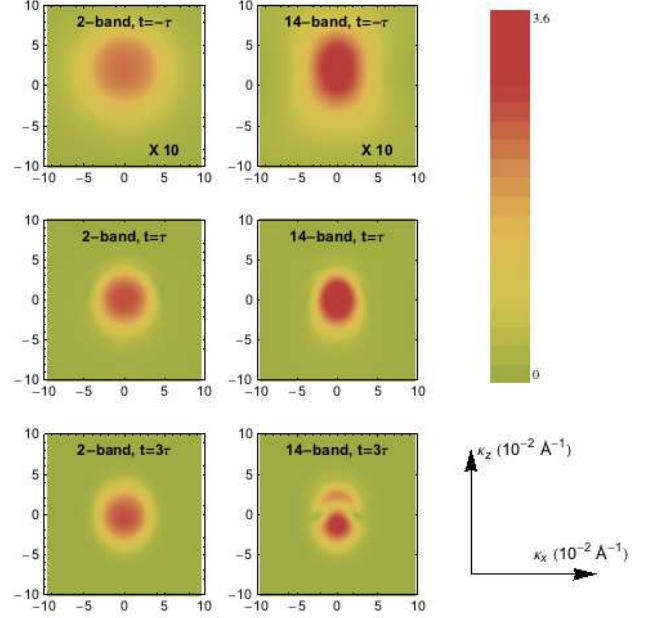 2−band, t=−τ
X 10
10
5
0
−5
−10
−10 −5 0 5 10
14−band, t=−τ
X 10
10
5
0
−5
−10
−10 −5 0 5 10
3.6
0
2−band, t=τ
10
5
0
−5
−10
−10 −5 0 5 10
14−band, t=τ
10
5
0
−5
−10
−10 −5 0 5 10
2−band, t=3τ
10
5
0
−5
−10
−10 −5 0 5 10
14−band, t=3τ
10
5
0
−5
−10
−10 −5 0 5 10
κz (10−2 Å−1)
κx (10−2 Å−1)